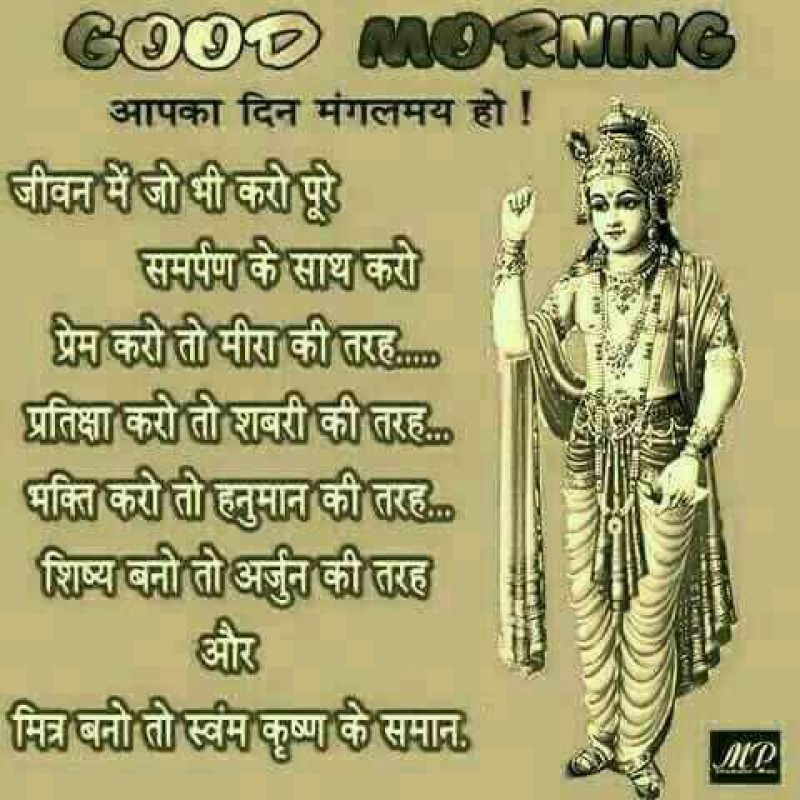 GOOD MORNING
आपका दिन मंगलमय हो !
जीवन में जो भी करो पूरे
समर्पण के साथ करो
प्रेम करो तो मीरा की तरह.....
प्रतिक्षा करो तो शबरी की तरह...
भक्ति करो तो हनुमान की तरह...
शिष्य बनो तो अर्जुन की तरह
और
मित्र बनो तो स्वंम कृष्ण के समान.
MP